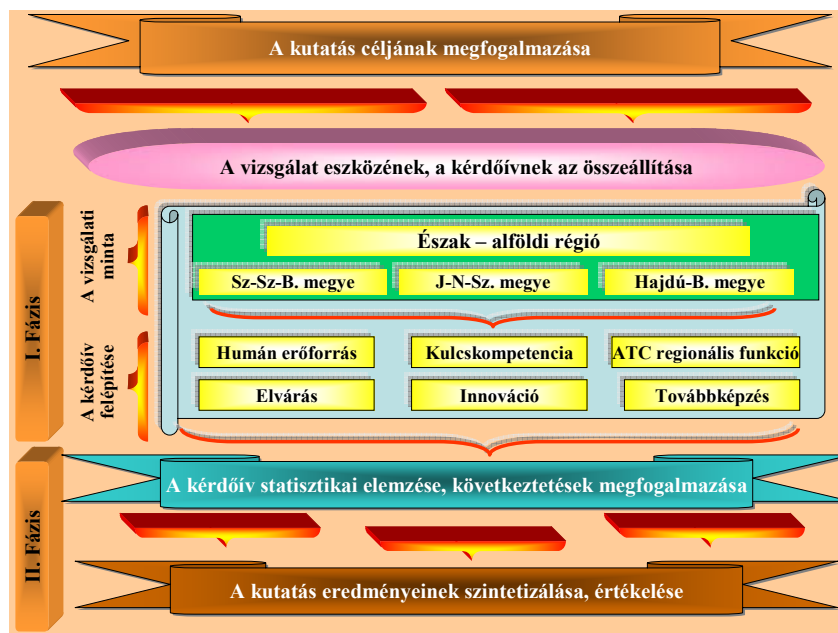 A kutatás céljának megfogalmazása
A vizsgálat eszközének, a kérdőívnek az összeállítása
I. Fázis
A vizsgálati
minta
Észak – alföldi régió
Sz-Sz-B. megye
J-N-Sz. megye
Hajdú-B. megye
A kérdőív
felépítése
Humán erőforrás
Kulcskompetencia
ATC regionális funkció
Elvárás
Innováció
Továbbképzés
II. Fázis
A kérdőív statisztikai elemzése, következtetések megfogalmazása
A kutatás eredményeinek szintetizálása, értékelése